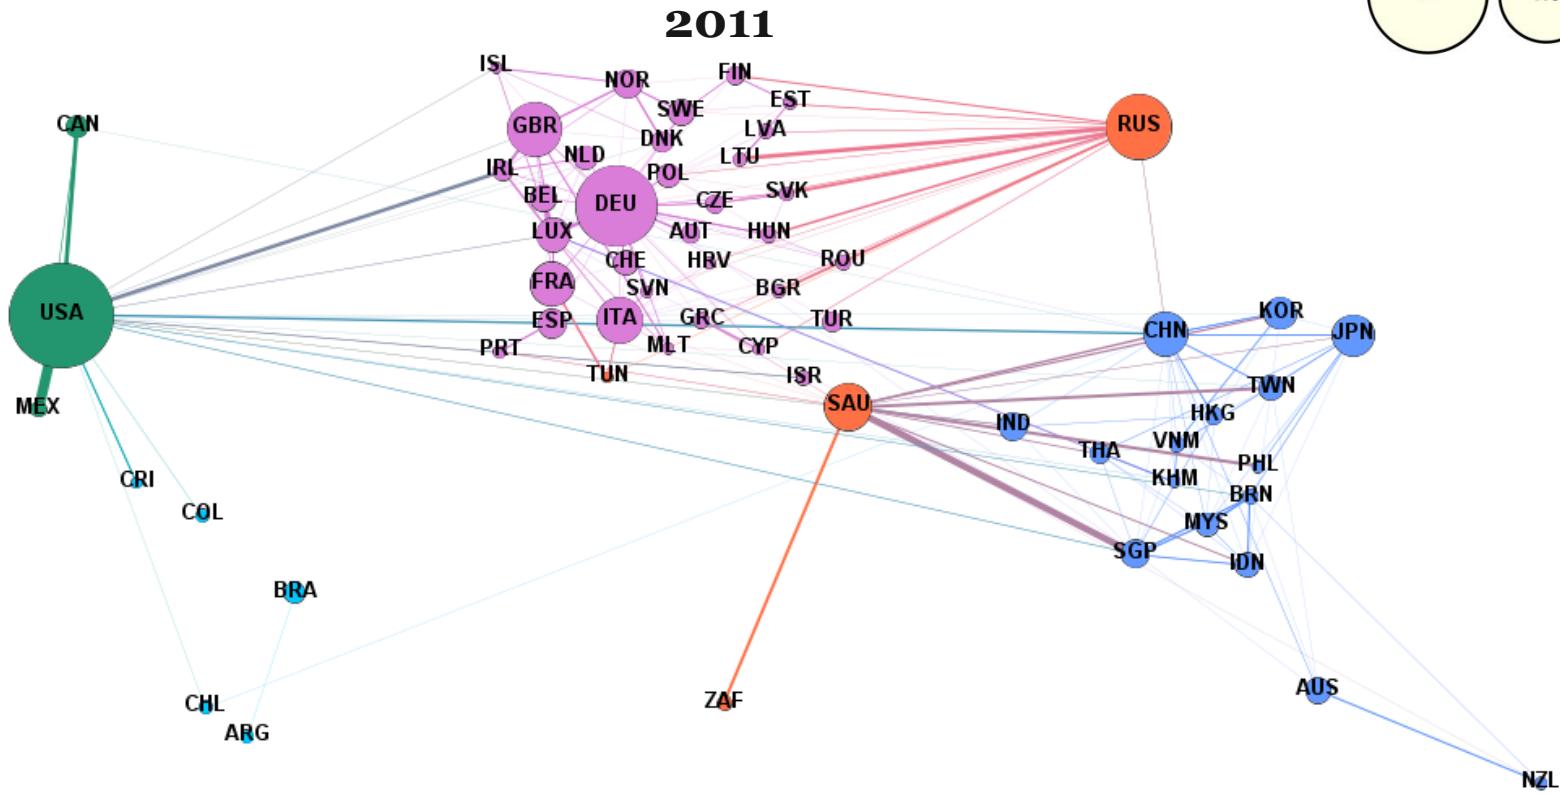 2011
ISL
NOR
FIN
CAN
GBR
SWE
EST
RUS
DNK
LVA
NLD
LTU
IRL
POL
BEL
CZE
SVK
DEU
LUX
AUT
HUN
CHE
HRV
ROU
FRA
SVN
BGR
USA
ESP
ITA
GRC
TUR
CHN
KOR
JPN
PRT
MLT
CYP
TUN
ISR
TWN
MEX
SAU
HKG
IND
VNM
THA
PHL
CRI
KHM
BRN
COL
MYS
SGP
IDN
BRA
CHL
ZAF
AUS
ARG
NZL